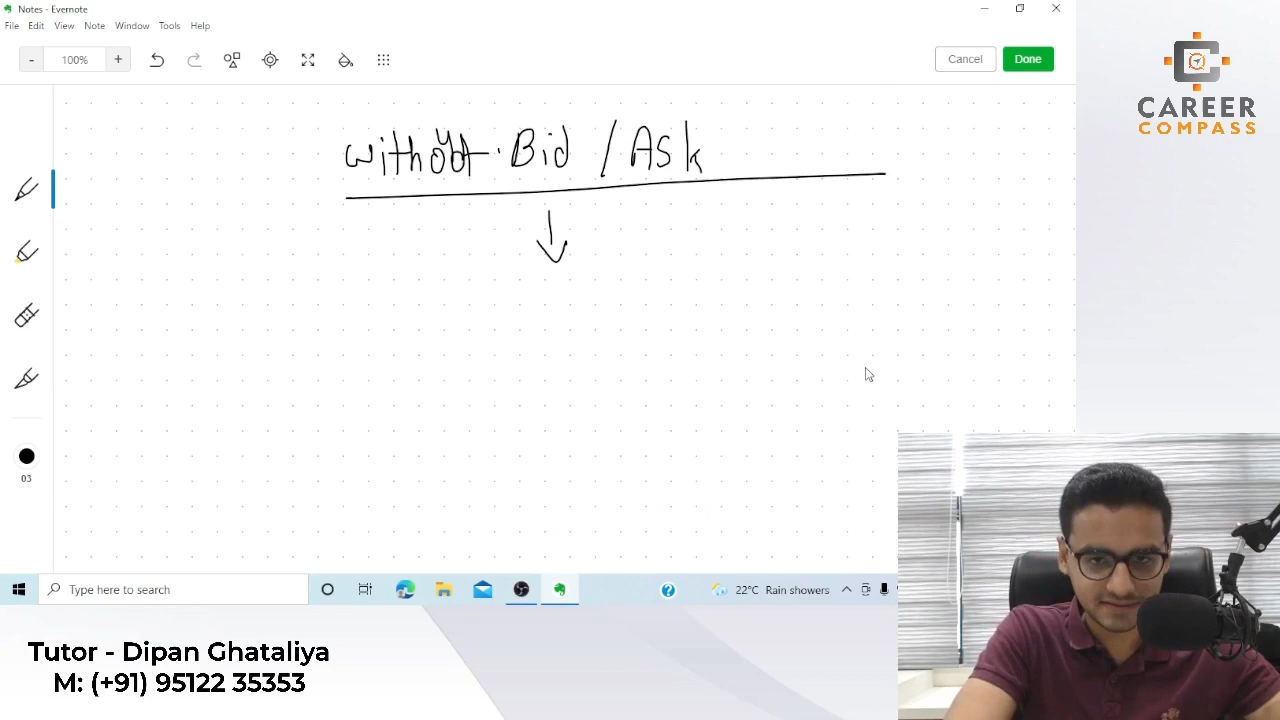 Notes - Evernote
File Edit View Note Window Tools Help
- 100% +
Cancel Done
CAREER
COMPASS
without Bid / Ask
03
Type here to search
22°C Rain showers
Tutor - Dipan Ghataliya
M: (+91) 95122 35353